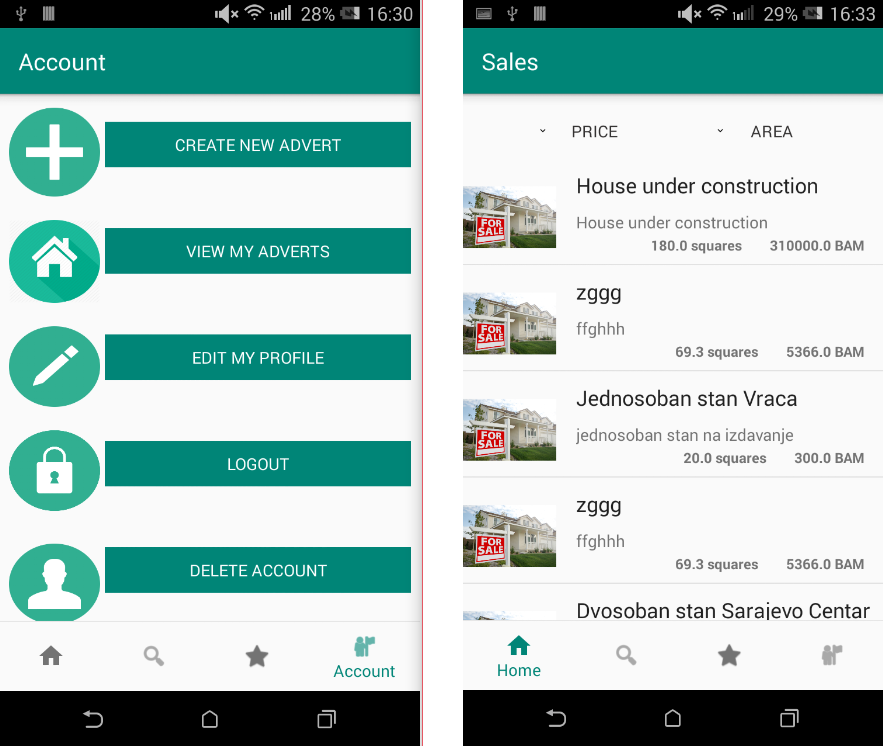 28% 16:30
Account
CREATE NEW ADVERT
VIEW MY ADVERTS
EDIT MY PROFILE
LOGOUT
DELETE ACCOUNT
Account
29% 16:33
Sales
PRICE AREA
House under construction
FOR
SALE
House under construction
180.0 squares 310000.0 BAM
zggg
FOR
SALE
ffghhh
69.3 squares 5366.0 BAM
Jednosoban stan Vraca
FOR
SALE
jednosoban stan na izdavanje
20.0 squares 300.0 BAM
zggg
FOR
SALE
ffghhh
69.3 squares 5366.0 BAM
Dvosoban stan Sarajevo Centar
Home